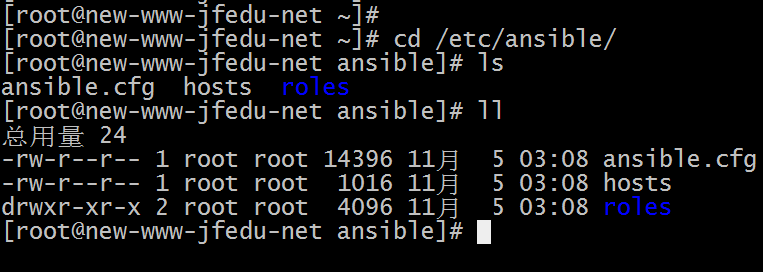 [root@new-www-jfedu-net ~]#
[root@new-www-jfedu-net ~]# cd /etc/ansible/
[root@new-www-jfedu-net ansible]# ls
ansible.cfg  hosts  roles
[root@new-www-jfedu-net ansible]# ll
总用量 24
-rw-r--r-- 1 root root 14396 11月  5 03:08 ansible.cfg
-rw-r--r-- 1 root root  1016 11月  5 03:08 hosts
drwxr-xr-x 2 root root  4096 11月  5 03:08 roles
[root@new-www-jfedu-net ansible]#